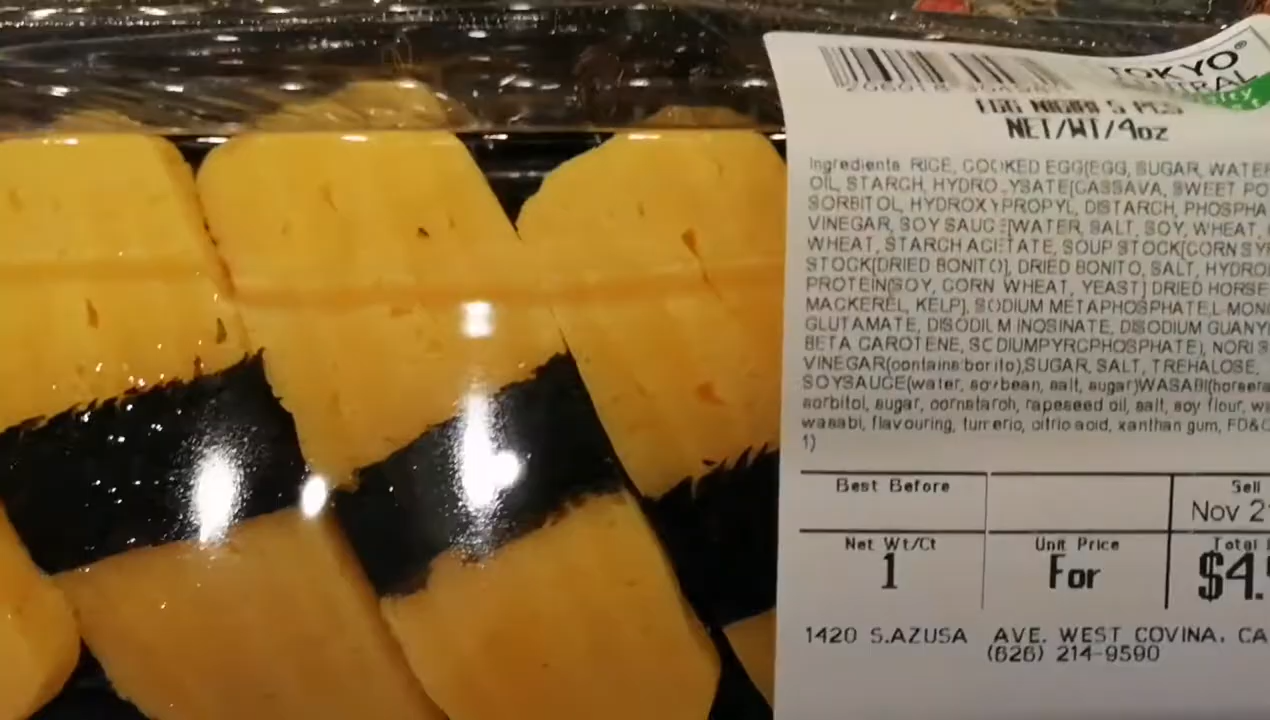 TOKYO
CENTRAL
EGG NIGIRI 5 PCS
NET/WT/4oz
Ingredients RICE, COOKED EGG(EGG, SUGAR, WATER
OIL, STARCH, HYDROLYSATE[CASSAVA, SWEET PO
SORBITOL, HYDROXYPROPYL, DISTARCH, PHOSPHA
VINEGAR, SOY SAUCE[WATER, SALT, SOY, WHEAT,
WHEAT, STARCH ACETATE, SOUP STOCK[CORN SY
STOCK[DRIED BONITO], DRIED BONITO, SALT, HYDRO
PROTEIN(SOY, CORN WHEAT, YEAST] DRIED HORSE
MACKEREL, KELP], SODIUM METAPHOSPHATE,L-MON
GLUTAMATE, DISODIUM INOSINATE, DISODIUM GUANY
BETA CAROTENE, SODIUMPYROPHOSPHATE), NORI S
VINEGAR(contains bonito),SUGAR, SALT, TREHALOSE,
SOYSAUCE(water, soybean, salt, sugar)WASABI(horsera
sorbitol, sugar, cornstarch, rapeseed oil, salt, soy flour, wa
wasabi, flavouring, turmeric, citric acid, xanthan gum, FD&C
1)
Best Before
Sell
Nov 2
Net Wt/Ct
Unit Price
Total
1
For
$4.
1420 S.AZUSA AVE. WEST COVINA. CA
(626) 214-9590